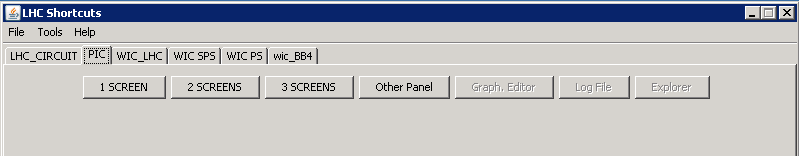 LHC Shortcuts
File Tools Help
LHC_CIRCUIT PIC WIC_LHC WIC SPS WIC PS wic_BB4
1 SCREEN 2 SCREENS 3 SCREENS Other Panel Graph. Editor Log File Explorer